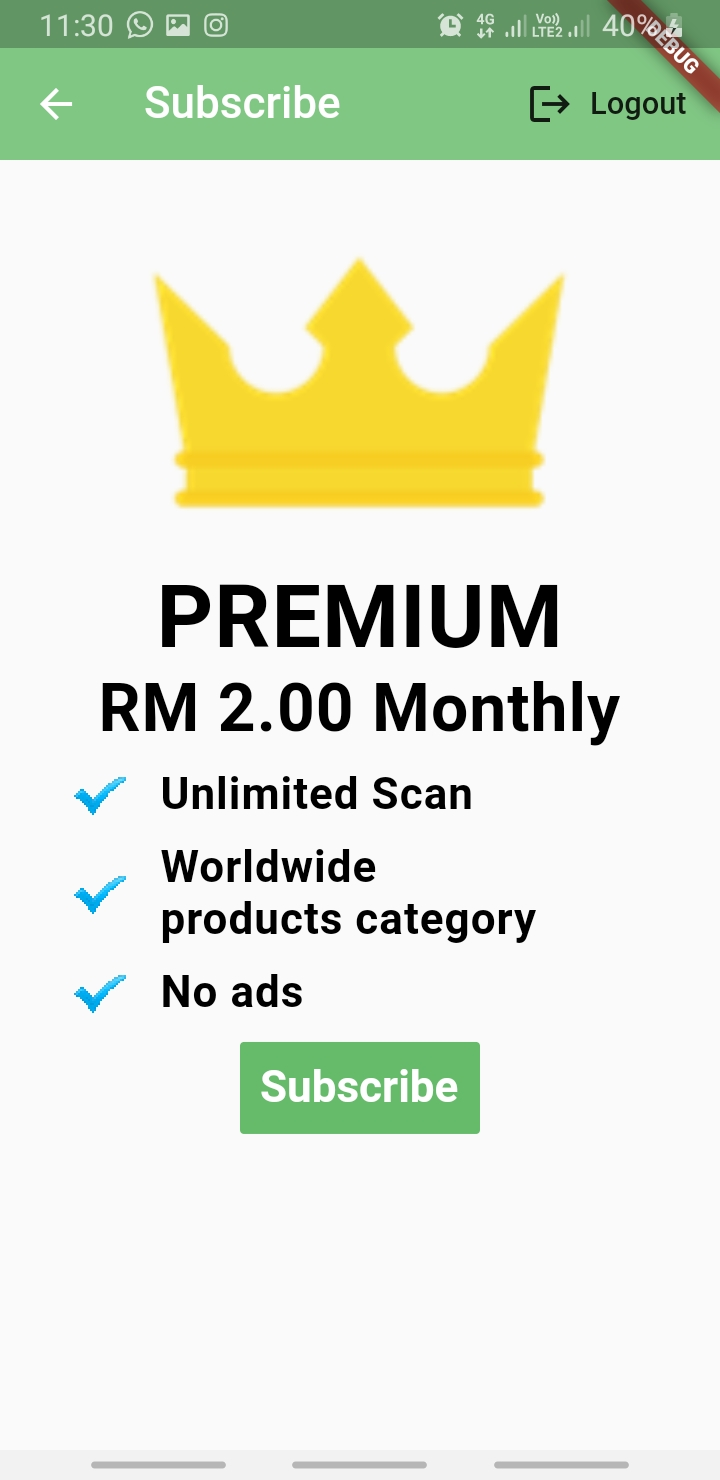 11:30
4G
Vo))
LTE2
40%
DEBUG
Subscribe
Logout
PREMIUM
RM 2.00 Monthly
Unlimited Scan
Worldwide
products category
No ads
Subscribe